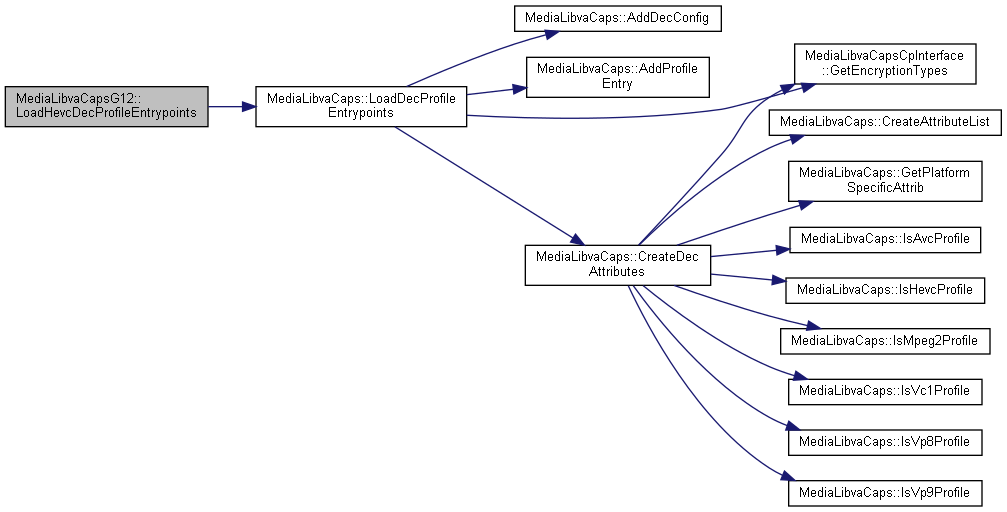 MediaLibvaCapsG12::
LoadHevcDecProfileEntrypoints
MediaLibvaCaps::LoadDecProfile
Entrypoints
MediaLibvaCaps::AddDecConfig
MediaLibvaCaps::AddProfile
Entry
MediaLibvaCaps::CreateDec
Attributes
MediaLibvaCapsCpInterface
::GetEncryptionTypes
MediaLibvaCaps::CreateAttributeList
MediaLibvaCaps::GetPlatform
SpecificAttrib
MediaLibvaCaps::IsAvcProfile
MediaLibvaCaps::IsHevcProfile
MediaLibvaCaps::IsMpeg2Profile
MediaLibvaCaps::IsVc1Profile
MediaLibvaCaps::IsVp8Profile
MediaLibvaCaps::IsVp9Profile